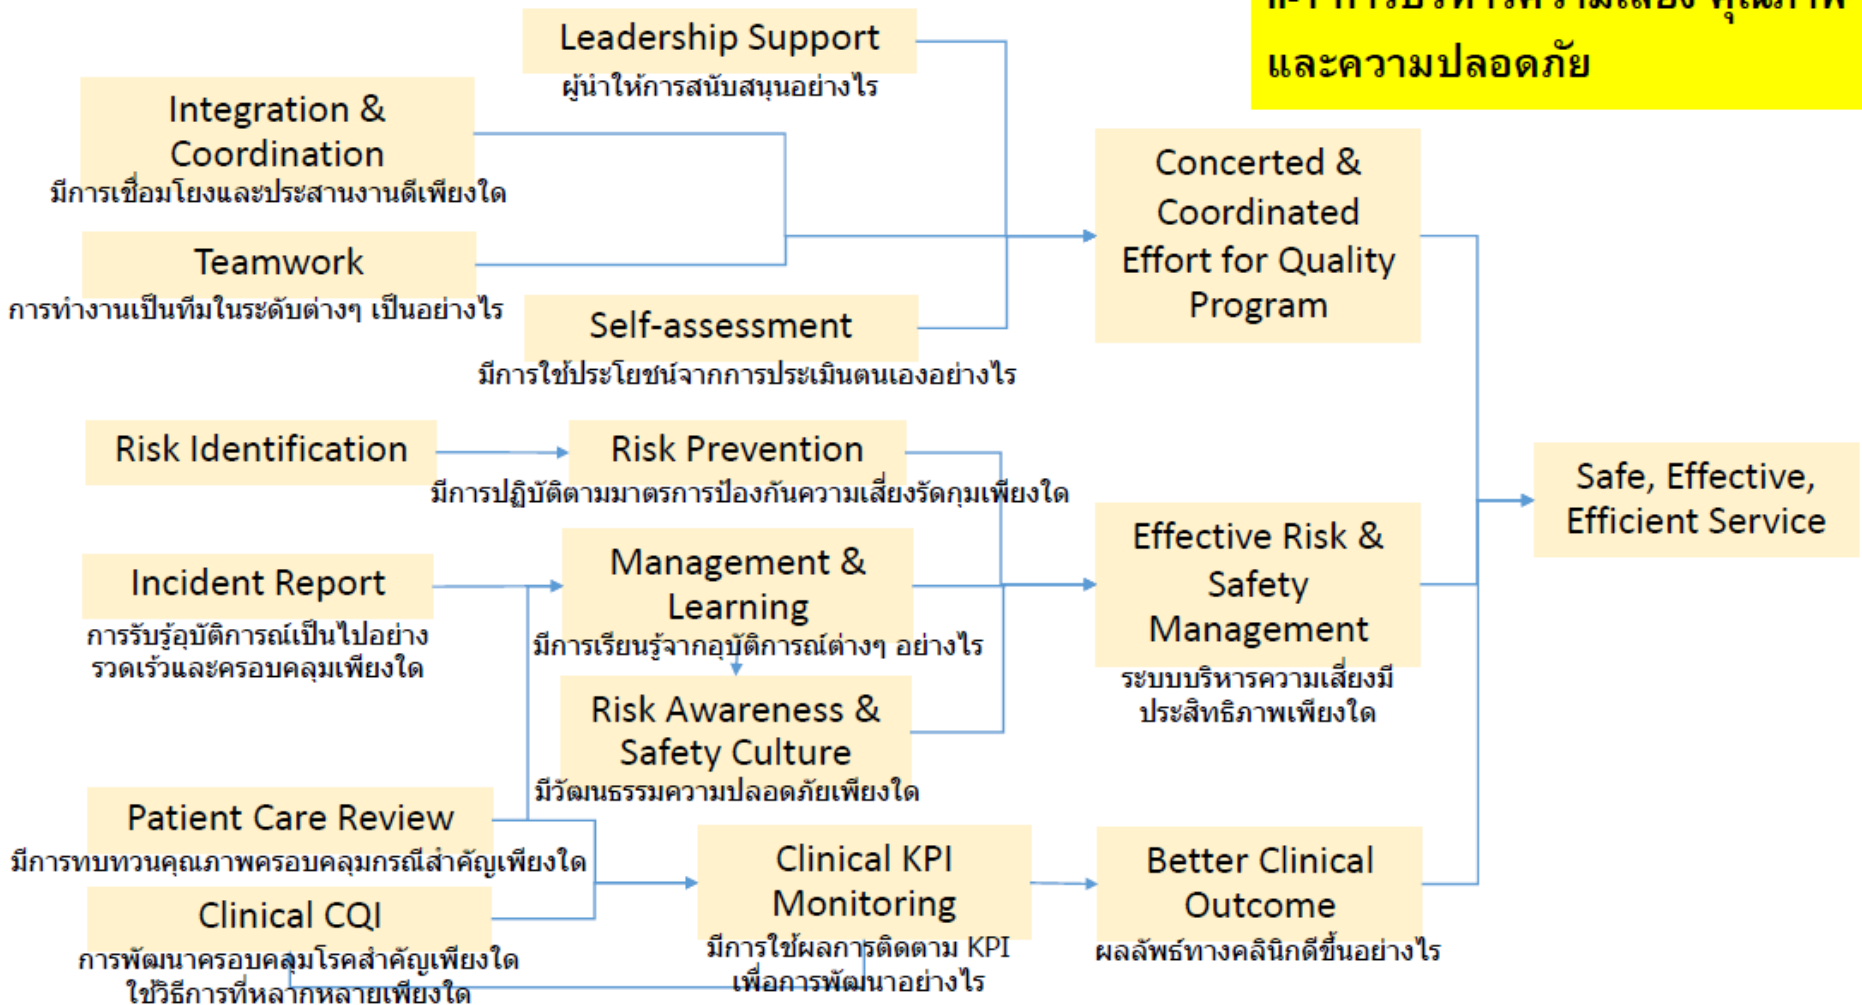 II-1 การบริหารความเสี่ยง คุณภาพ
และความปลอดภัย
Leadership Support
ผู้นำให้การสนับสนุนอย่างไร
Integration &
Coordination
มีการเชื่อมโยงและประสานงานดีเพียงใด
Teamwork
การทำงานเป็นทีมในระดับต่างๆ เป็นอย่างไร
Self-assessment
มีการใช้ประโยชน์จากการประเมินตนเองอย่างไร
Concerted &
Coordinated
Effort for Quality
Program
Risk Identification
Risk Prevention
มีการปฏิบัติตามมาตรการป้องกันความเสี่ยงรัดกุมเพียงใด
Incident Report
การรับรู้อุบัติการณ์เป็นไปอย่าง
รวดเร็วและครอบคลุมเพียงใด
Management &
Learning
มีการเรียนรู้จากอุบัติการณ์ต่างๆ อย่างไร
Risk Awareness &
Safety Culture
มีวัฒนธรรมความปลอดภัยเพียงใด
Effective Risk &
Safety
Management
ระบบบริหารความเสี่ยงมี
ประสิทธิภาพเพียงใด
Safe, Effective,
Efficient Service
Patient Care Review
มีการทบทวนคุณภาพครอบคลุมกรณีสำคัญเพียงใด
Clinical CQI
การพัฒนาครอบคลุมโรคสำคัญเพียงใด
ใช้วิธีการที่หลากหลายเพียงใด
Clinical KPI
Monitoring
มีการใช้ผลการติดตาม KPI
เพื่อการพัฒนาอย่างไร
Better Clinical
Outcome
ผลลัพธ์ทางคลินิกดีขึ้นอย่างไร